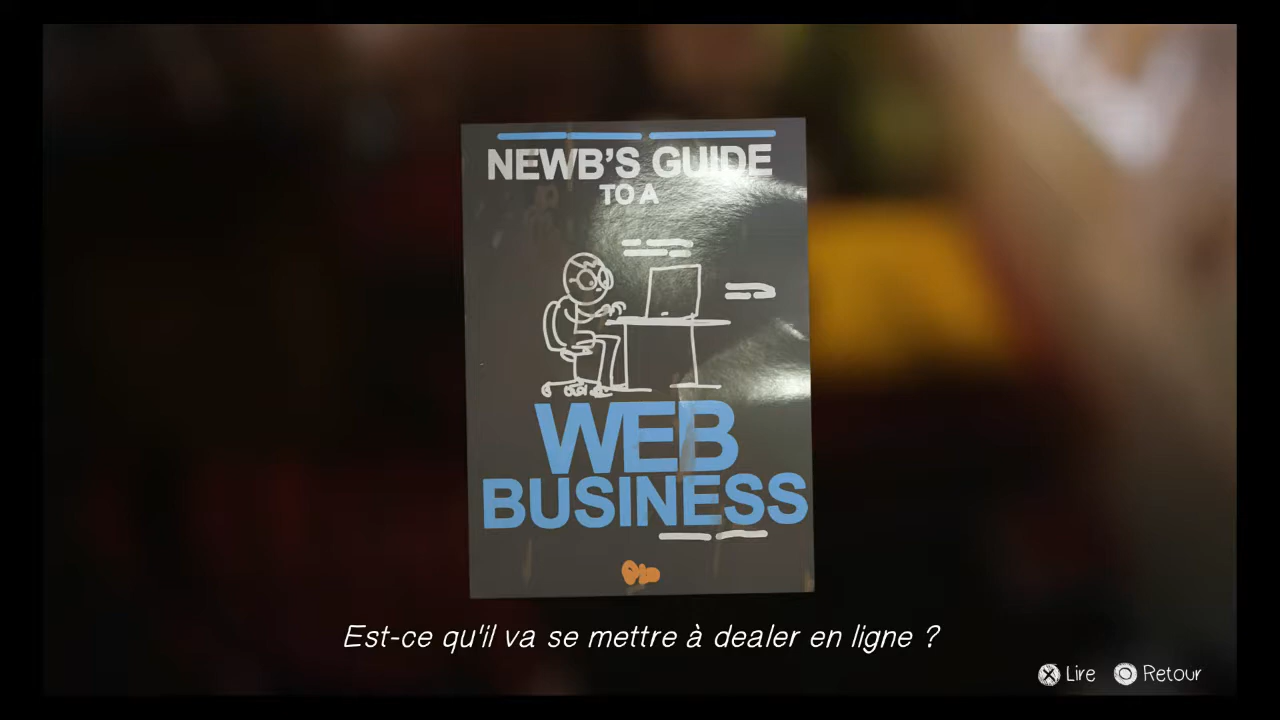 NEWB'S GUIDE
TO A
WEB
BUSINESS
Est-ce qu'il va se mettre à dealer en ligne ?
Lire Retour